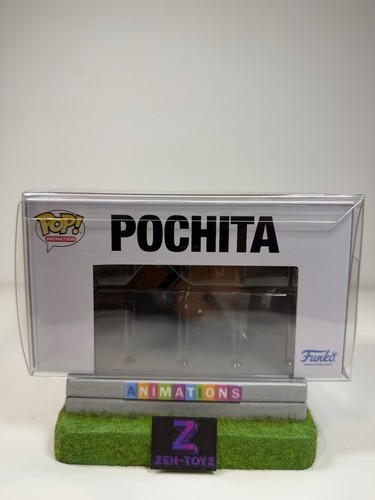 POP!
ANIMATION
POCHITA
Funko
ANIMATIONS
Z
ZEH-TOYZ